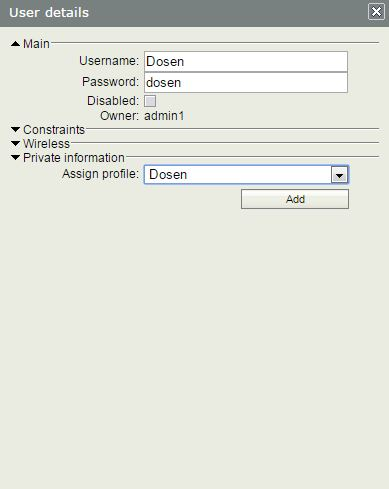 User details
Main
Username: Dosen
Password: dosen
Disabled:
Owner: admin1
Constraints
Wireless
Private information
Assign profile: Dosen
Add